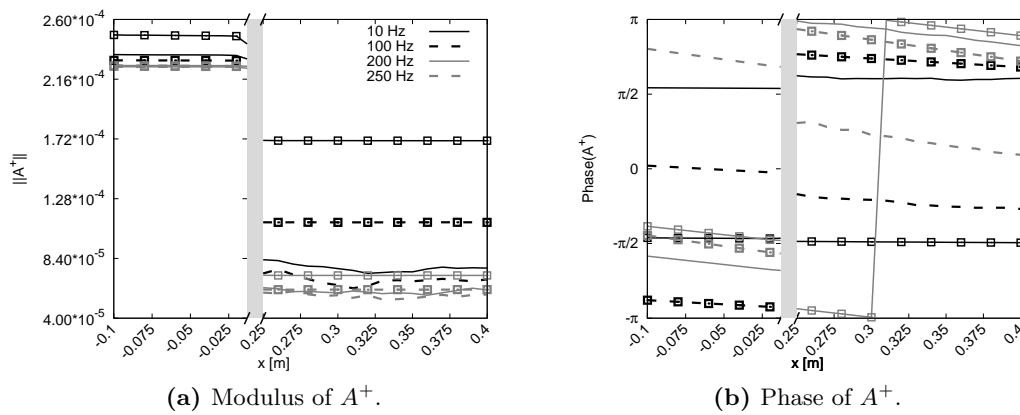 2.60*10-4
2.16*10-4
1.72*10-4
1.28*10-4
8.40*10-5
4.00*10-5
||A+||
10 Hz
100 Hz
200 Hz
250 Hz
-0.1
-0.075
-0.05
-0.025
0.25
0.275
0.3
0.325
0.35
0.375
0.4
x [m]
(a) Modulus of A+.
π
π/2
0
-π/2
-π
Phase(A+)
-0.1
-0.075
-0.05
-0.025
0.25
0.275
0.3
0.325
0.35
0.375
0.4
x [m]
(b) Phase of A+.